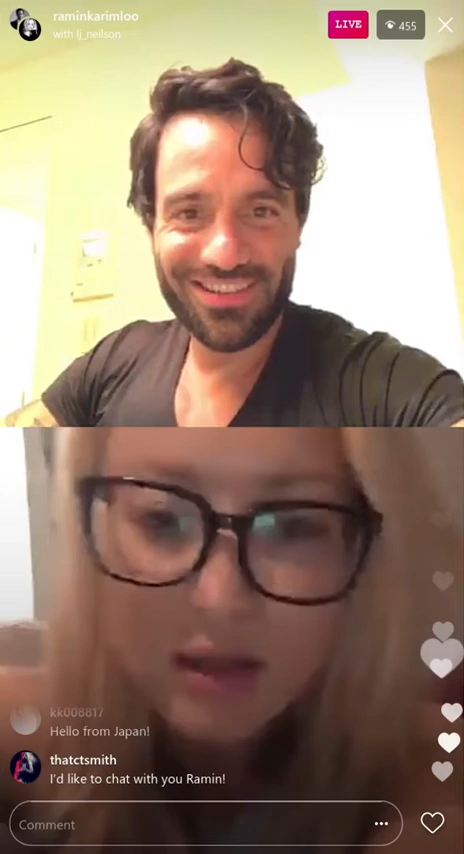 raminkarimloo
with lj_neilson
LIVE
455
kk008817
Hello from Japan!
thatctsmith
I'd like to chat with you Ramin!
Comment